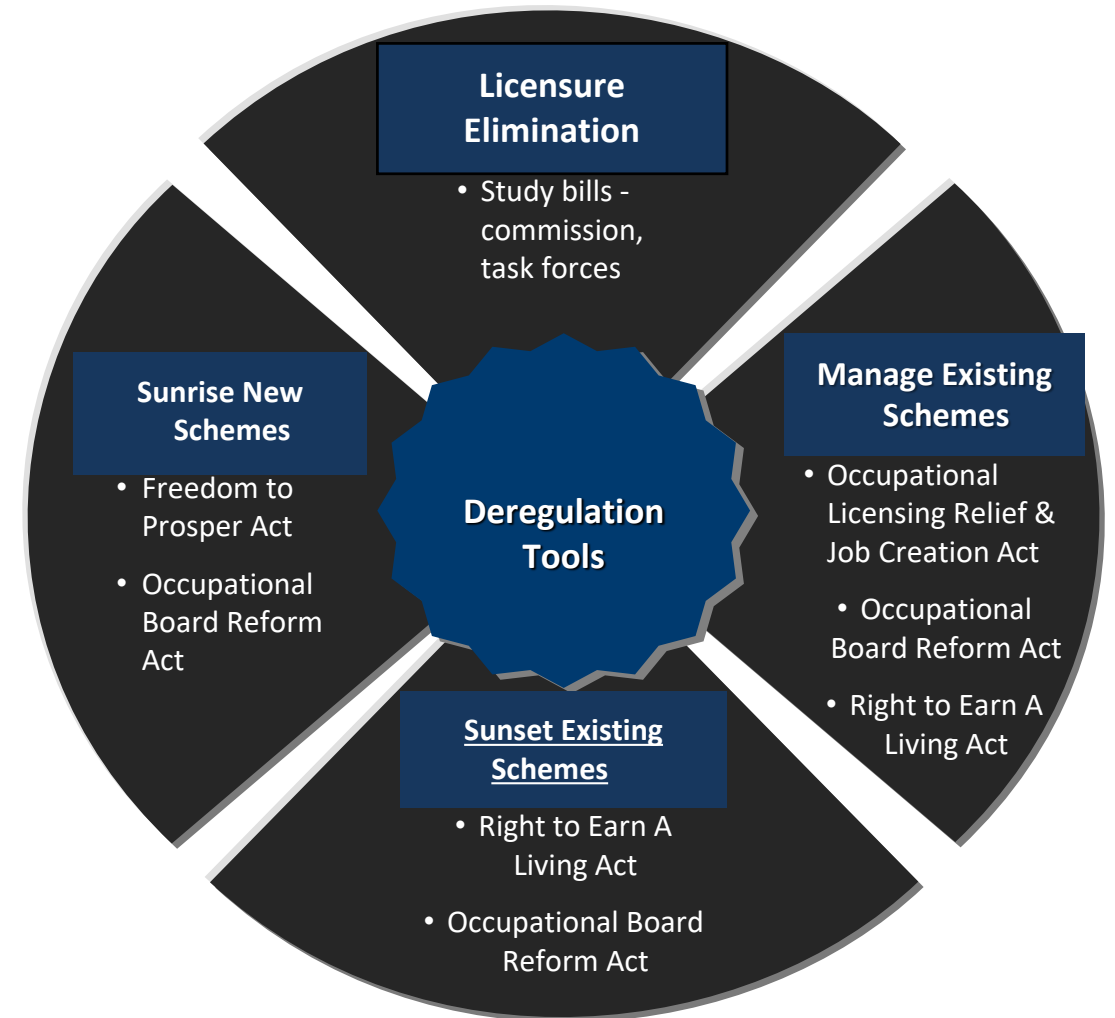 Licensure
Elimination
• Study bills -
commission,
task forces
Sunrise New
Schemes
• Freedom to
Prosper Act
• Occupational
Board Reform
Act
Deregulation
Tools
Manage Existing
Schemes
• Occupational
Licensing Relief &
Job Creation Act
• Occupational
Board Reform Act
• Right to Earn A
Living Act
Sunset Existing
Schemes
• Right to Earn A
Living Act
• Occupational Board
Reform Act